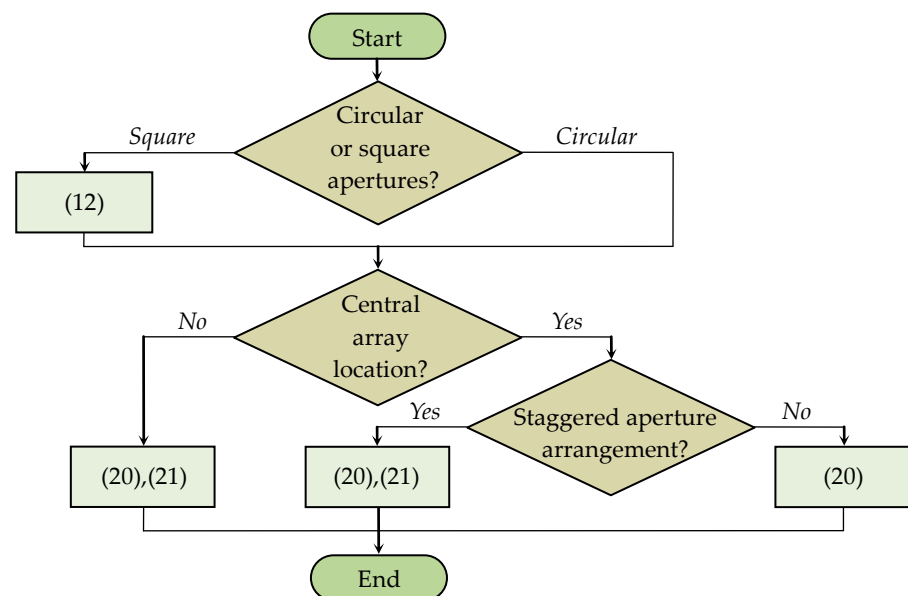 Start
Circular
or square
apertures?
Square
Circular
(12)
Central
array
location?
No
Yes
Staggered aperture
arrangement?
Yes
No
(20),(21)
(20),(21)
(20)
End